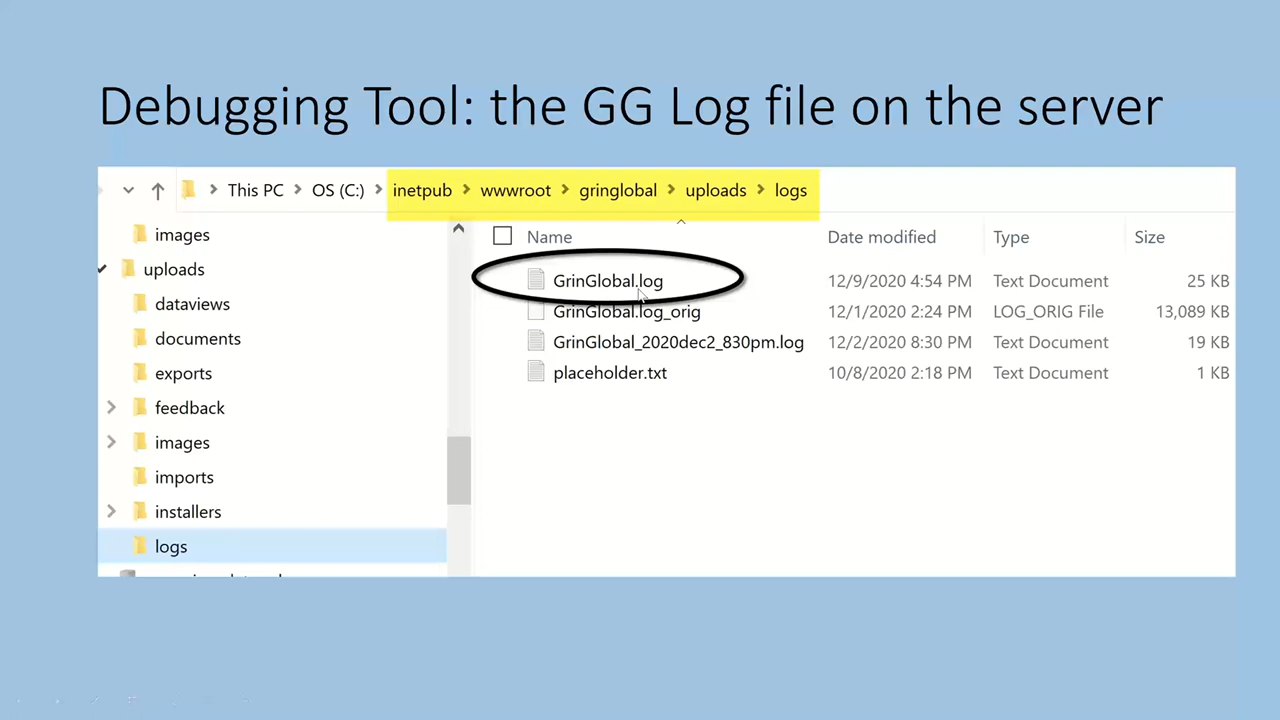 Debugging Tool: the GG Log file on the server
This PC > OS (C:) > inetpub > wwwroot > gringlobal > uploads > logs
images
uploads
dataviews
documents
exports
feedback
images
imports
installers
logs
Name Date modified Type Size
GrinGlobal.log 12/9/2020 4:54 PM Text Document 25 KB
GrinGlobal.log_orig 12/1/2020 2:24 PM LOG_ORIG File 13,089 KB
GrinGlobal_2020dec2_830pm.log 12/2/2020 8:30 PM Text Document 19 KB
placeholder.txt 10/8/2020 2:18 PM Text Document 1 KB